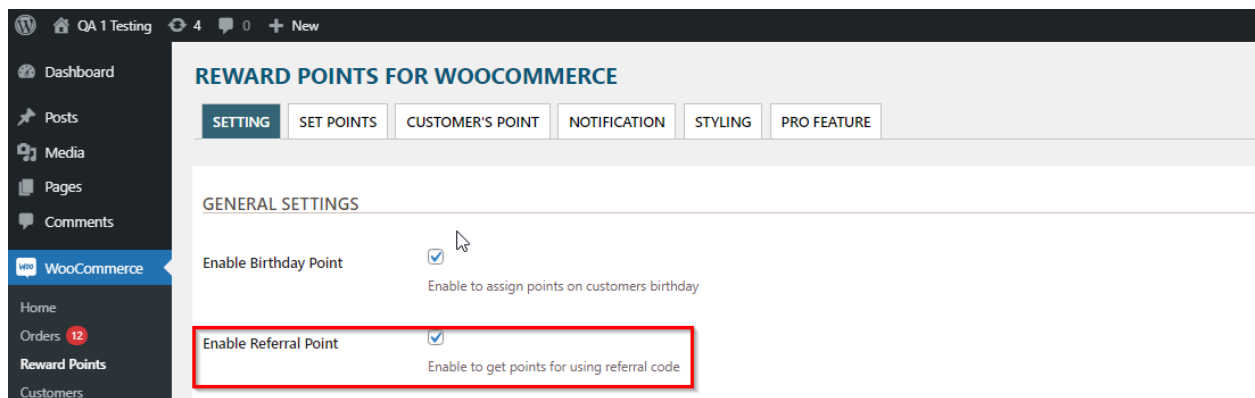 QA 1 Testing 4 0 + New
Dashboard
Posts
Media
Pages
Comments
WooCommerce
Home
Orders 12
Reward Points
Customers
REWARD POINTS FOR WOOCOMMERCE
SETTING SET POINTS CUSTOMER'S POINT NOTIFICATION STYLING PRO FEATURE
GENERAL SETTINGS
Enable Birthday Point
Enable to assign points on customers birthday
Enable Referral Point
Enable to get points for using referral code